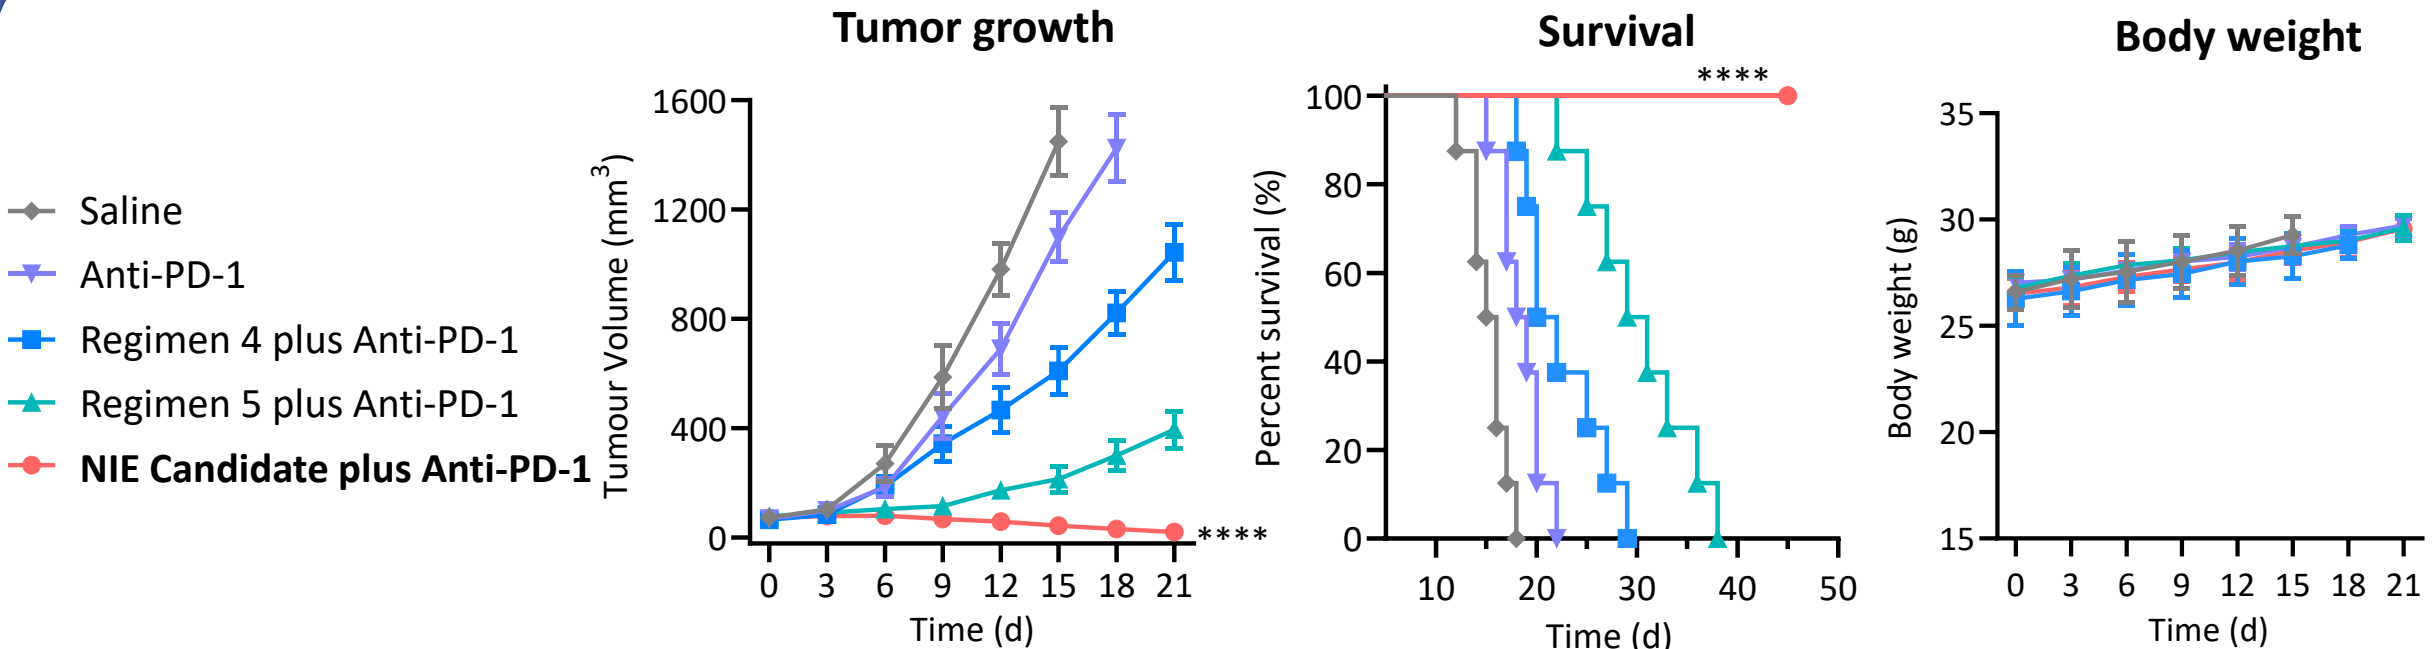 Tumor growth
Survival
Body weight
Saline
Anti-PD-1
Regimen 4 plus Anti-PD-1
Regimen 5 plus Anti-PD-1
NIE Candidate plus Anti-PD-1
Tumour Volume (mm³)
1600
1200
800
400
0
****
0 3 6 9 12 15 18 21
Time (d)
Percent survival (%)
****
100
80
60
40
20
0
10 20 30 40 50
Time (d)
Body weight (g)
35
30
25
20
15
0 3 6 9 12 15 18 21
Time (d)